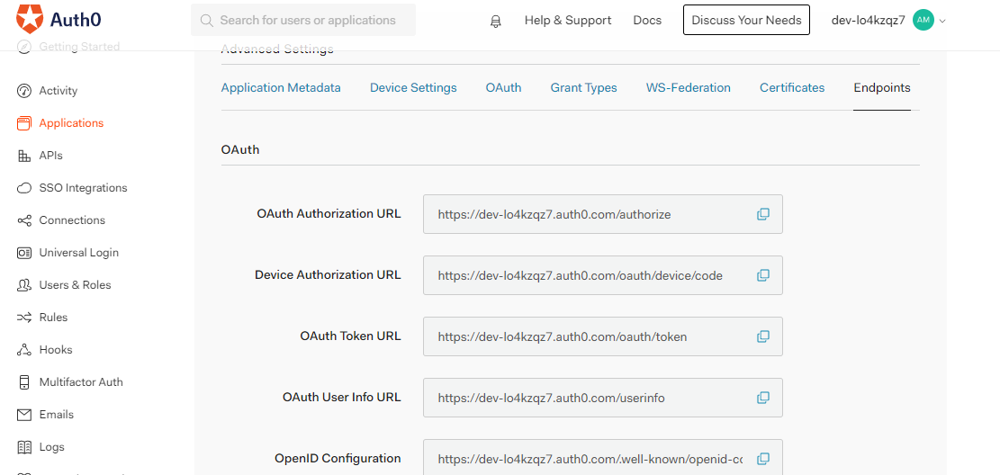 Auth0
Search for users or applications
Help & Support
Docs
Discuss Your Needs
dev-lo4kzqz7
AM
Getting Started
Activity
Applications
APIs
SSO Integrations
Connections
Universal Login
Users & Roles
Rules
Hooks
Multifactor Auth
Emails
Logs
Advanced Settings
Application Metadata
Device Settings
OAuth
Grant Types
WS-Federation
Certificates
Endpoints
OAuth
OAuth Authorization URL
https://dev-lo4kzqz7.auth0.com/authorize
Device Authorization URL
https://dev-lo4kzqz7.auth0.com/oauth/device/code
OAuth Token URL
https://dev-lo4kzqz7.auth0.com/oauth/token
OAuth User Info URL
https://dev-lo4kzqz7.auth0.com/userinfo
OpenID Configuration
https://dev-lo4kzqz7.auth0.com/.well-known/openid-co